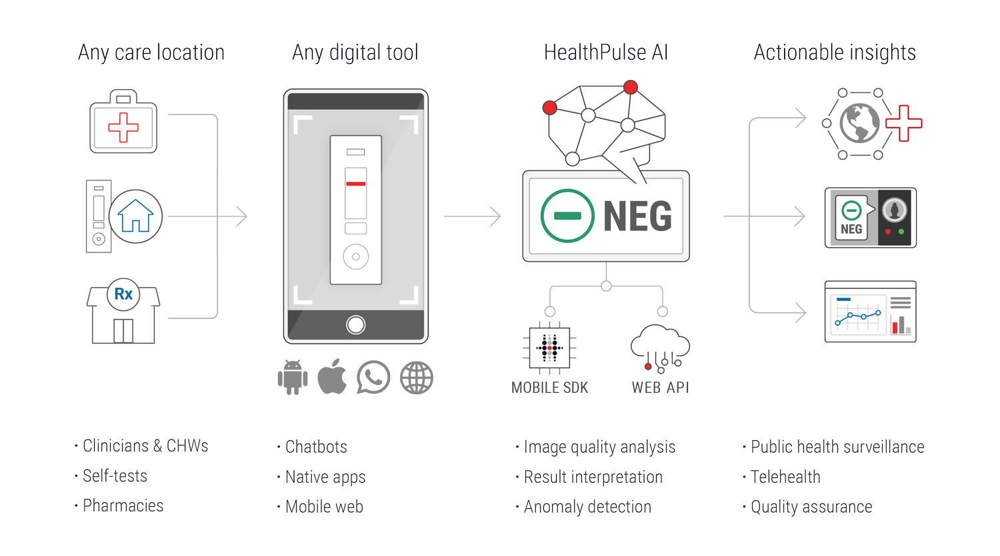 Any care location
Any digital tool
HealthPulse AI
Actionable insights
Rx
NEG
NEG
MOBILE SDK
WEB API
· Clinicians & CHWs
· Self-tests
· Pharmacies
· Chatbots
· Native apps
· Mobile web
· Image quality analysis
· Result interpretation
· Anomaly detection
· Public health surveillance
· Telehealth
· Quality assurance